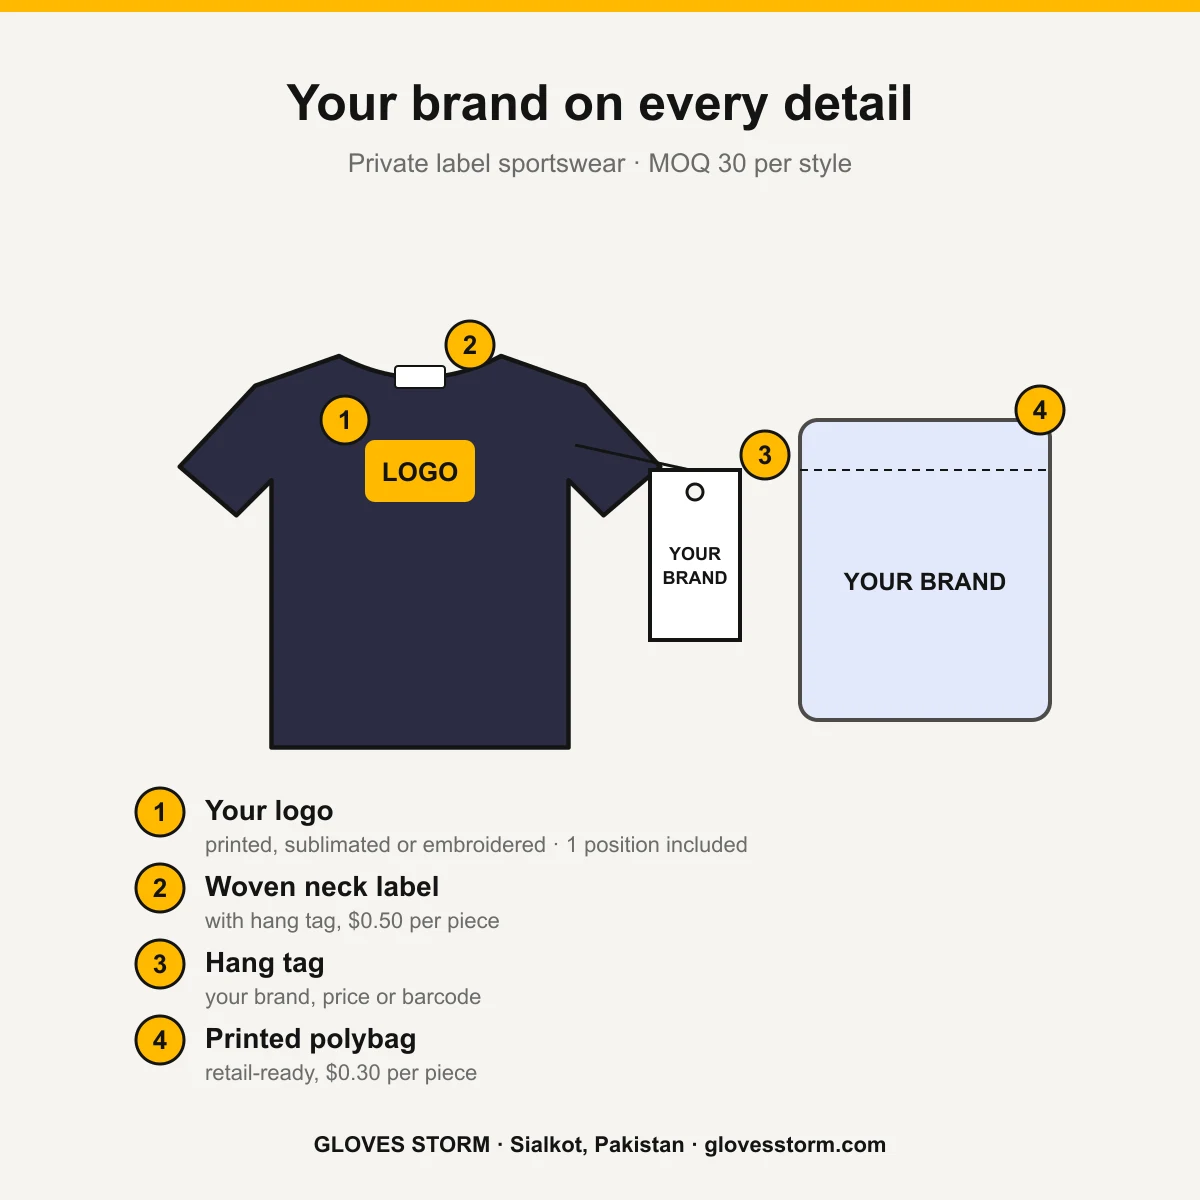 Your brand on every detail
Private label sportswear · MOQ 30 per style
2
1
LOGO
3
YOUR
BRAND
4
YOUR BRAND
1
Your logo
printed, sublimated or embroidered · 1 position included
2
Woven neck label
with hang tag, $0.50 per piece
3
Hang tag
your brand, price or barcode
4
Printed polybag
retail-ready, $0.30 per piece
GLOVES STORM · Sialkot, Pakistan · glovesstorm.com